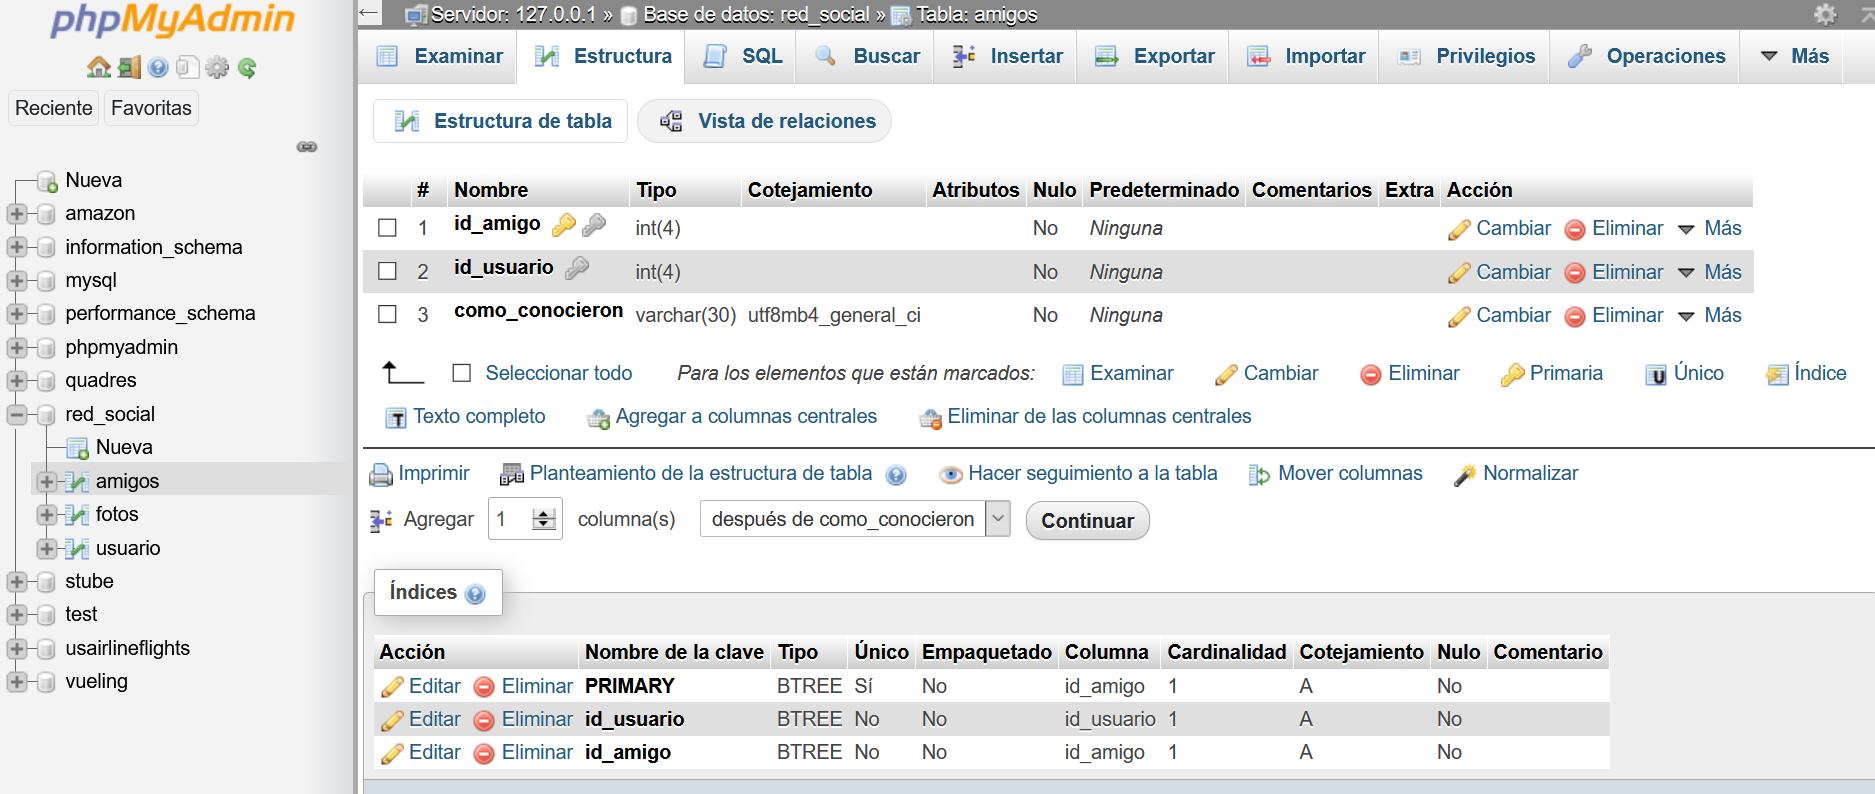 phpMyAdmin
Reciente Favoritas
Nueva
amazon
information_schema
mysql
performance_schema
phpmyadmin
quadres
red_social
Nueva
amigos
fotos
usuario
stube
test
usairlineflights
vueling
Servidor: 127.0.0.1 » Base de datos: red_social » Tabla: amigos
Examinar Estructura SQL Buscar Insertar Exportar Importar Privilegios Operaciones Más
Estructura de tabla Vista de relaciones
# Nombre Tipo Cotejamiento Atributos Nulo Predeterminado Comentarios Extra Acción
1 id_amigo int(4) No Ninguna Cambiar Eliminar Más
2 id_usuario int(4) No Ninguna Cambiar Eliminar Más
3 como_conocieron varchar(30) utf8mb4_general_ci No Ninguna Cambiar Eliminar Más
Seleccionar todo Para los elementos que están marcados: Examinar Cambiar Eliminar Primaria Único Índice
Texto completo Agregar a columnas centrales Eliminar de las columnas centrales
Imprimir Planteamiento de la estructura de tabla Hacer seguimiento a la tabla Mover columnas Normalizar
Agregar 1 columna(s) después de como_conocieron Continuar
Índices
Acción Nombre de la clave Tipo Único Empaquetado Columna Cardinalidad Cotejamiento Nulo Comentario
Editar Eliminar PRIMARY BTREE Sí No id_amigo 1 A No
Editar Eliminar id_usuario BTREE No No id_usuario 1 A No
Editar Eliminar id_amigo BTREE No No id_amigo 1 A No